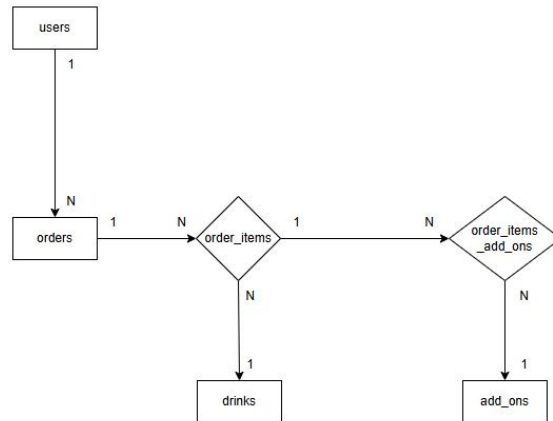 users
1
N
orders
1
N
order_items
1
N
order_items
_add_ons
N
N
1
1
drinks
add_ons